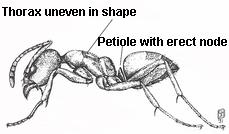 Thorax uneven in shape
Petiole with erect node